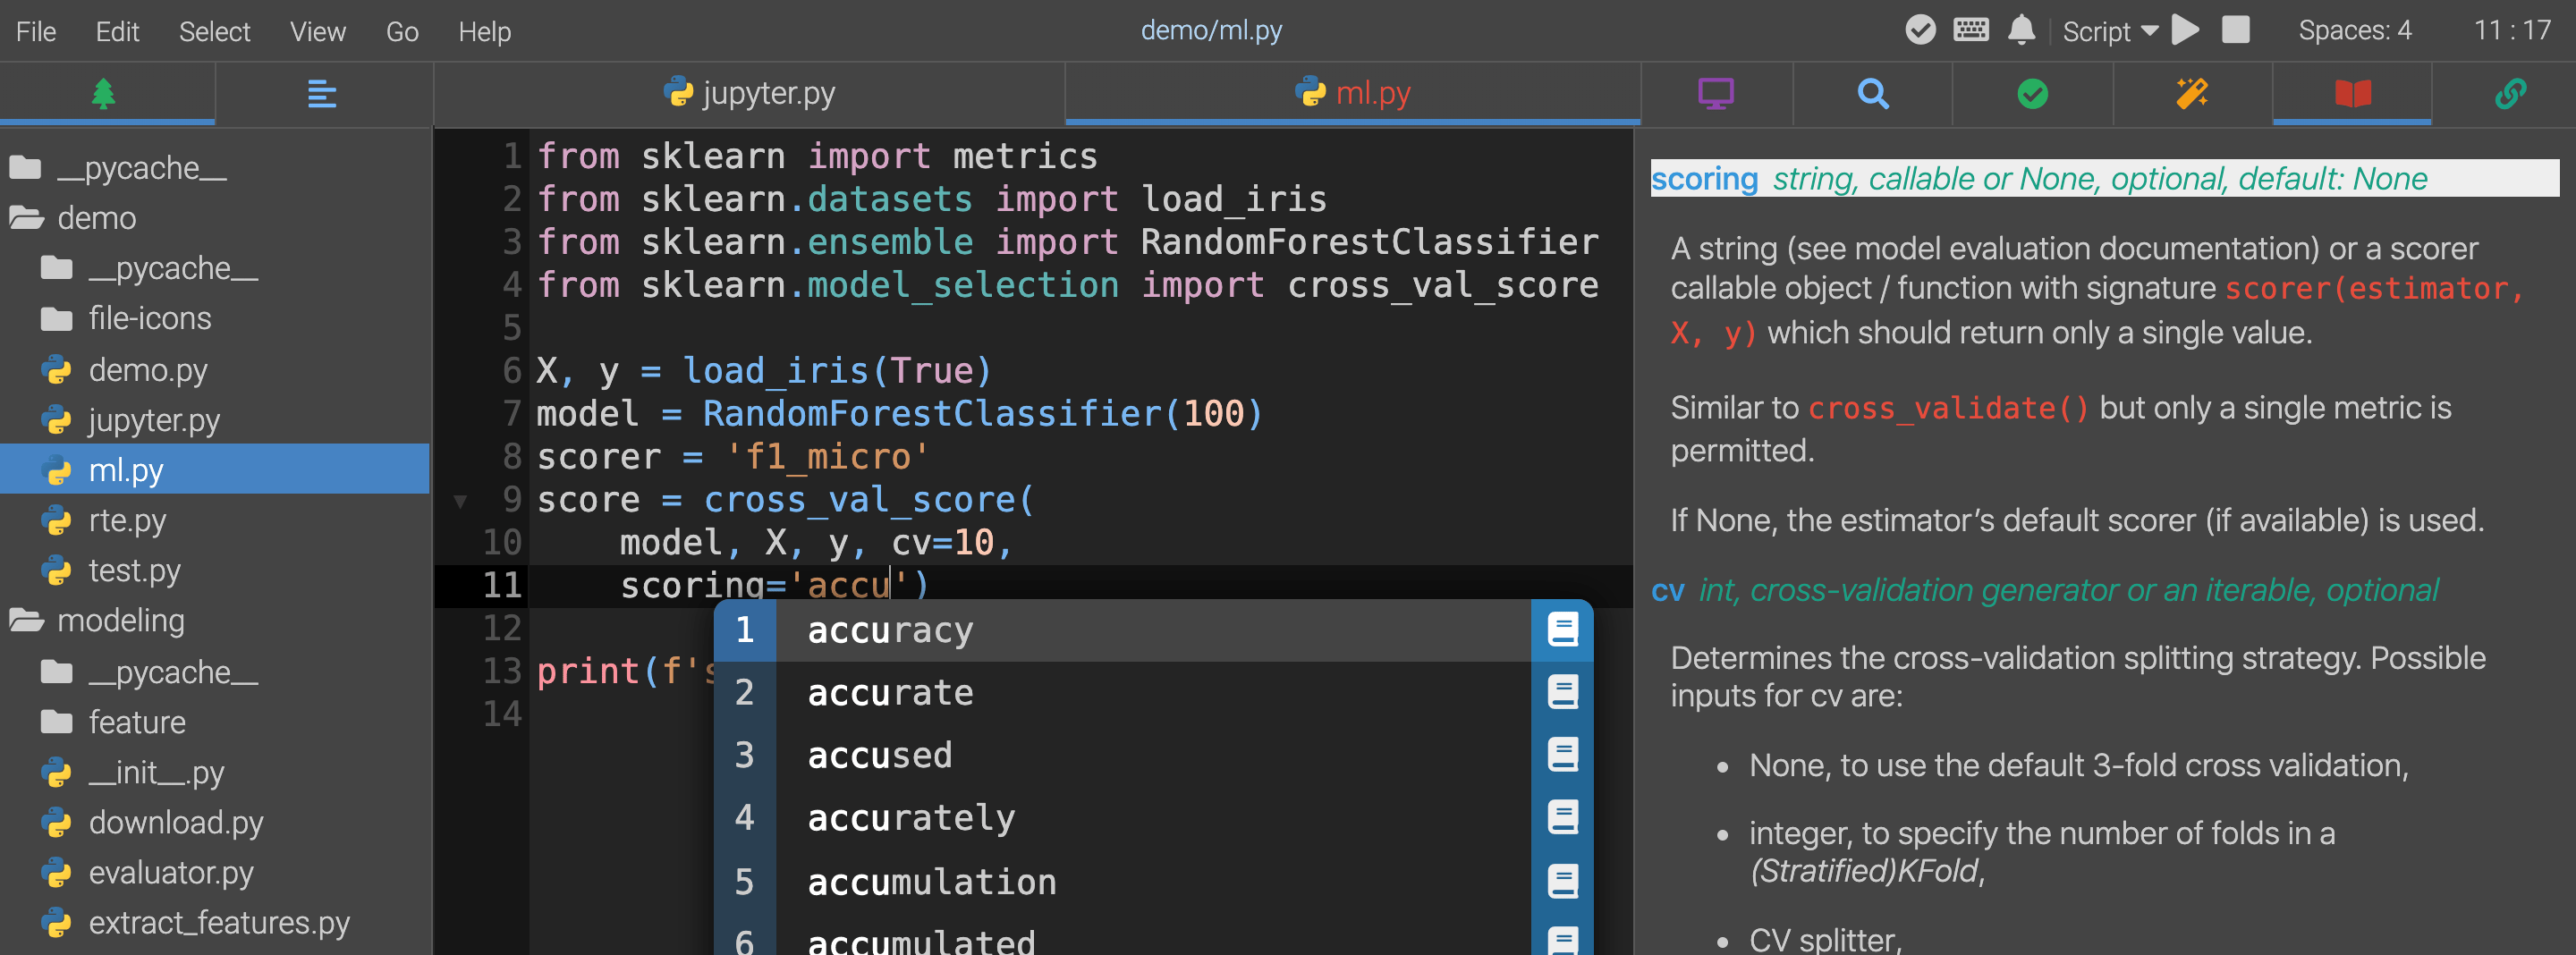 File Edit Select View Go Help
demo/ml.py
Script
Spaces: 4
11 : 17
jupyter.py
ml.py
__pycache__
demo
__pycache__
file-icons
demo.py
jupyter.py
ml.py
rte.py
test.py
modeling
__pycache__
feature
__init__.py
download.py
evaluator.py
extract_features.py
1 from sklearn import metrics
2 from sklearn.datasets import load_iris
3 from sklearn.ensemble import RandomForestClassifier
4 from sklearn.model_selection import cross_val_score
5
6 X, y = load_iris(True)
7 model = RandomForestClassifier(100)
8 scorer = 'f1_micro'
9 score = cross_val_score(
10 model, X, y, cv=10,
11 scoring='accu')
12
13 print(f's
14
1 accuracy
2 accurate
3 accused
4 accurately
5 accumulation
6 accumulated
scoring string, callable or None, optional, default: None
A string (see model evaluation documentation) or a scorer
callable object / function with signature scorer(estimator,
X, y) which should return only a single value.
Similar to cross_validate() but only a single metric is
permitted.
If None, the estimator’s default scorer (if available) is used.
cv int, cross-validation generator or an iterable, optional
Determines the cross-validation splitting strategy. Possible
inputs for cv are:
• None, to use the default 3-fold cross validation,
• integer, to specify the number of folds in a
(Stratified)KFold,
• CV splitter,